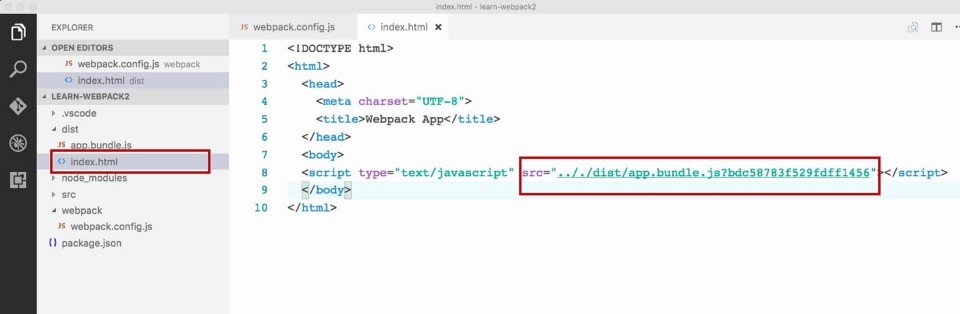 index.html - learn-webpack2
EXPLORER
OPEN EDITORS
JS webpack.config.js webpack
<> index.html dist
LEARN-WEBPACK2
.vscode
dist
JS app.bundle.js
<> index.html
node_modules
src
webpack
JS webpack.config.js
{} package.json
JS webpack.config.js <> index.html ×
1 <!DOCTYPE html>
2 <html>
3 <head>
4 <meta charset="UTF-8">
5 <title>Webpack App</title>
6 </head>
7 <body>
8 <script type="text/javascript" src=".././dist/app.bundle.js?bdc58783f529fdff1456"></script>
9 </body>
10 </html>